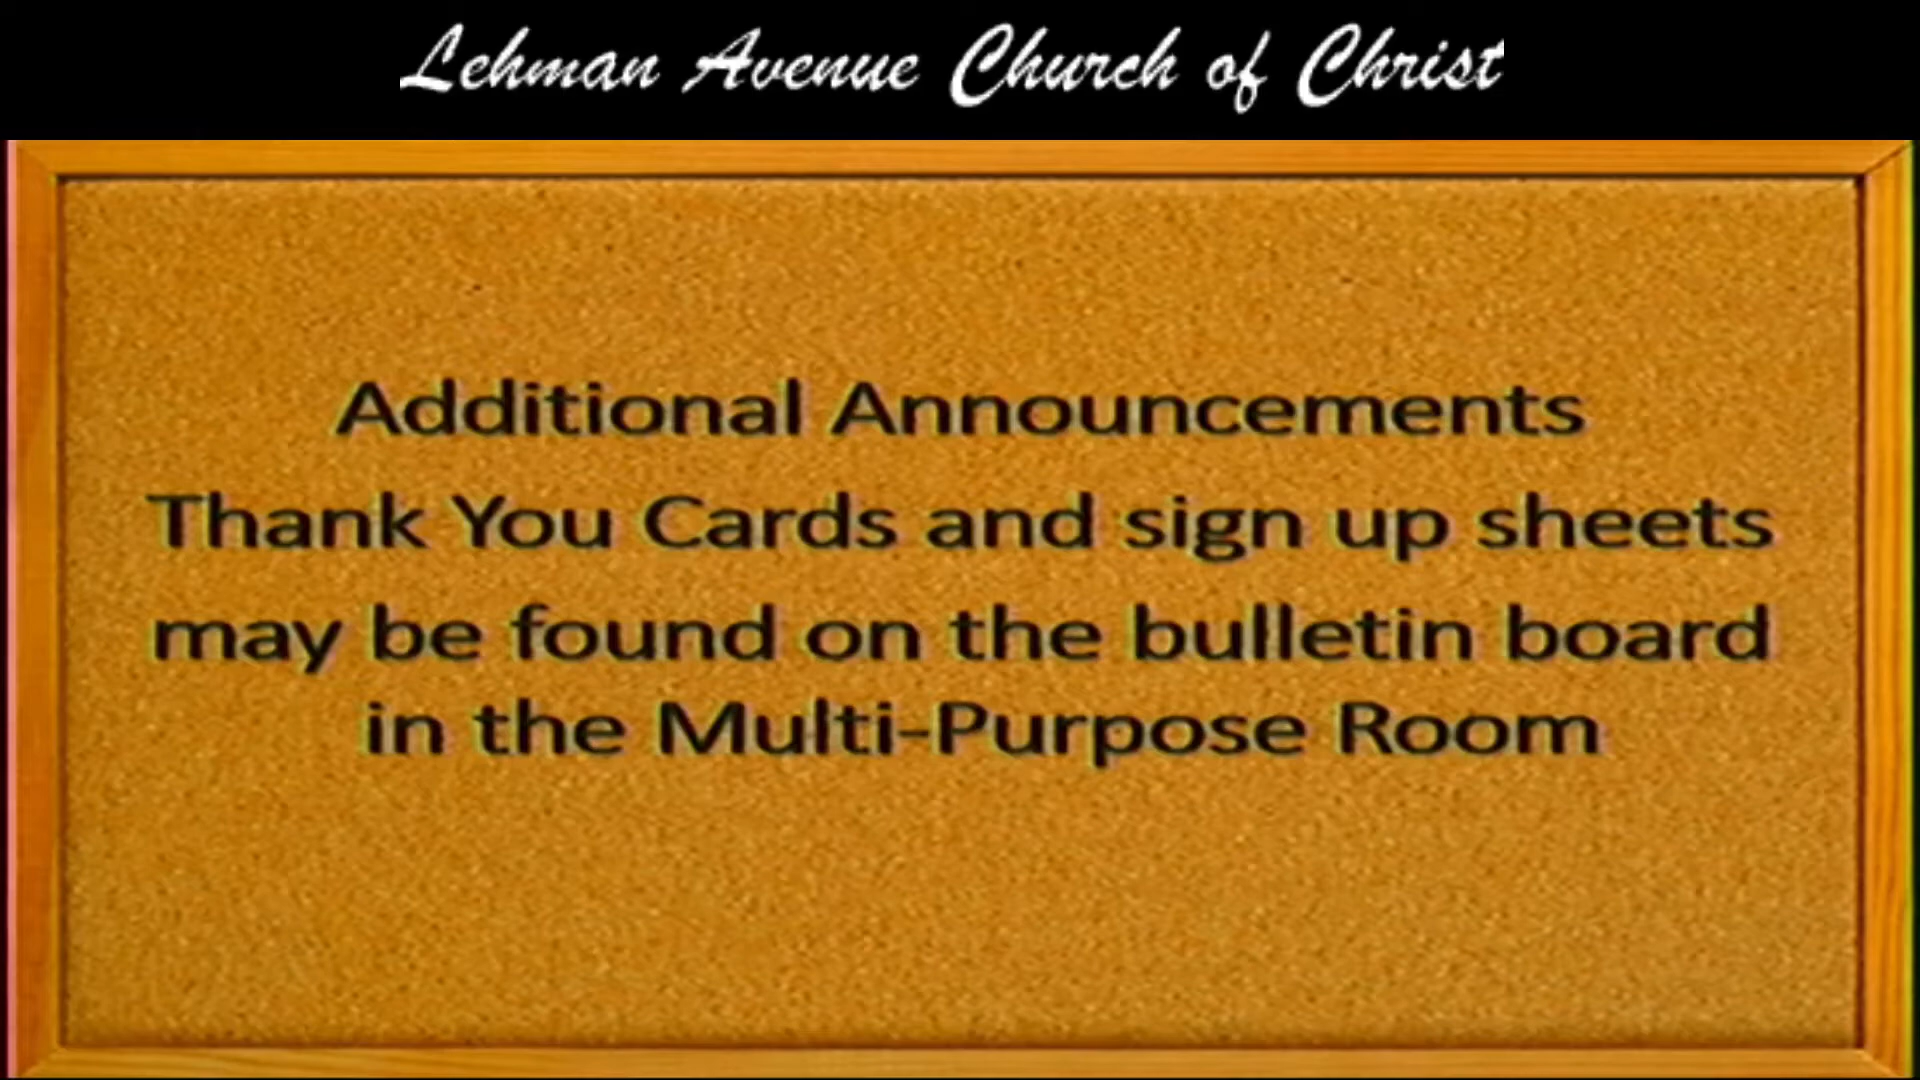 Lehman Avenue Church of Christ
Additional Announcements
Thank You Cards and sign up sheets
may be found on the bulletin board
in the Multi-Purpose Room